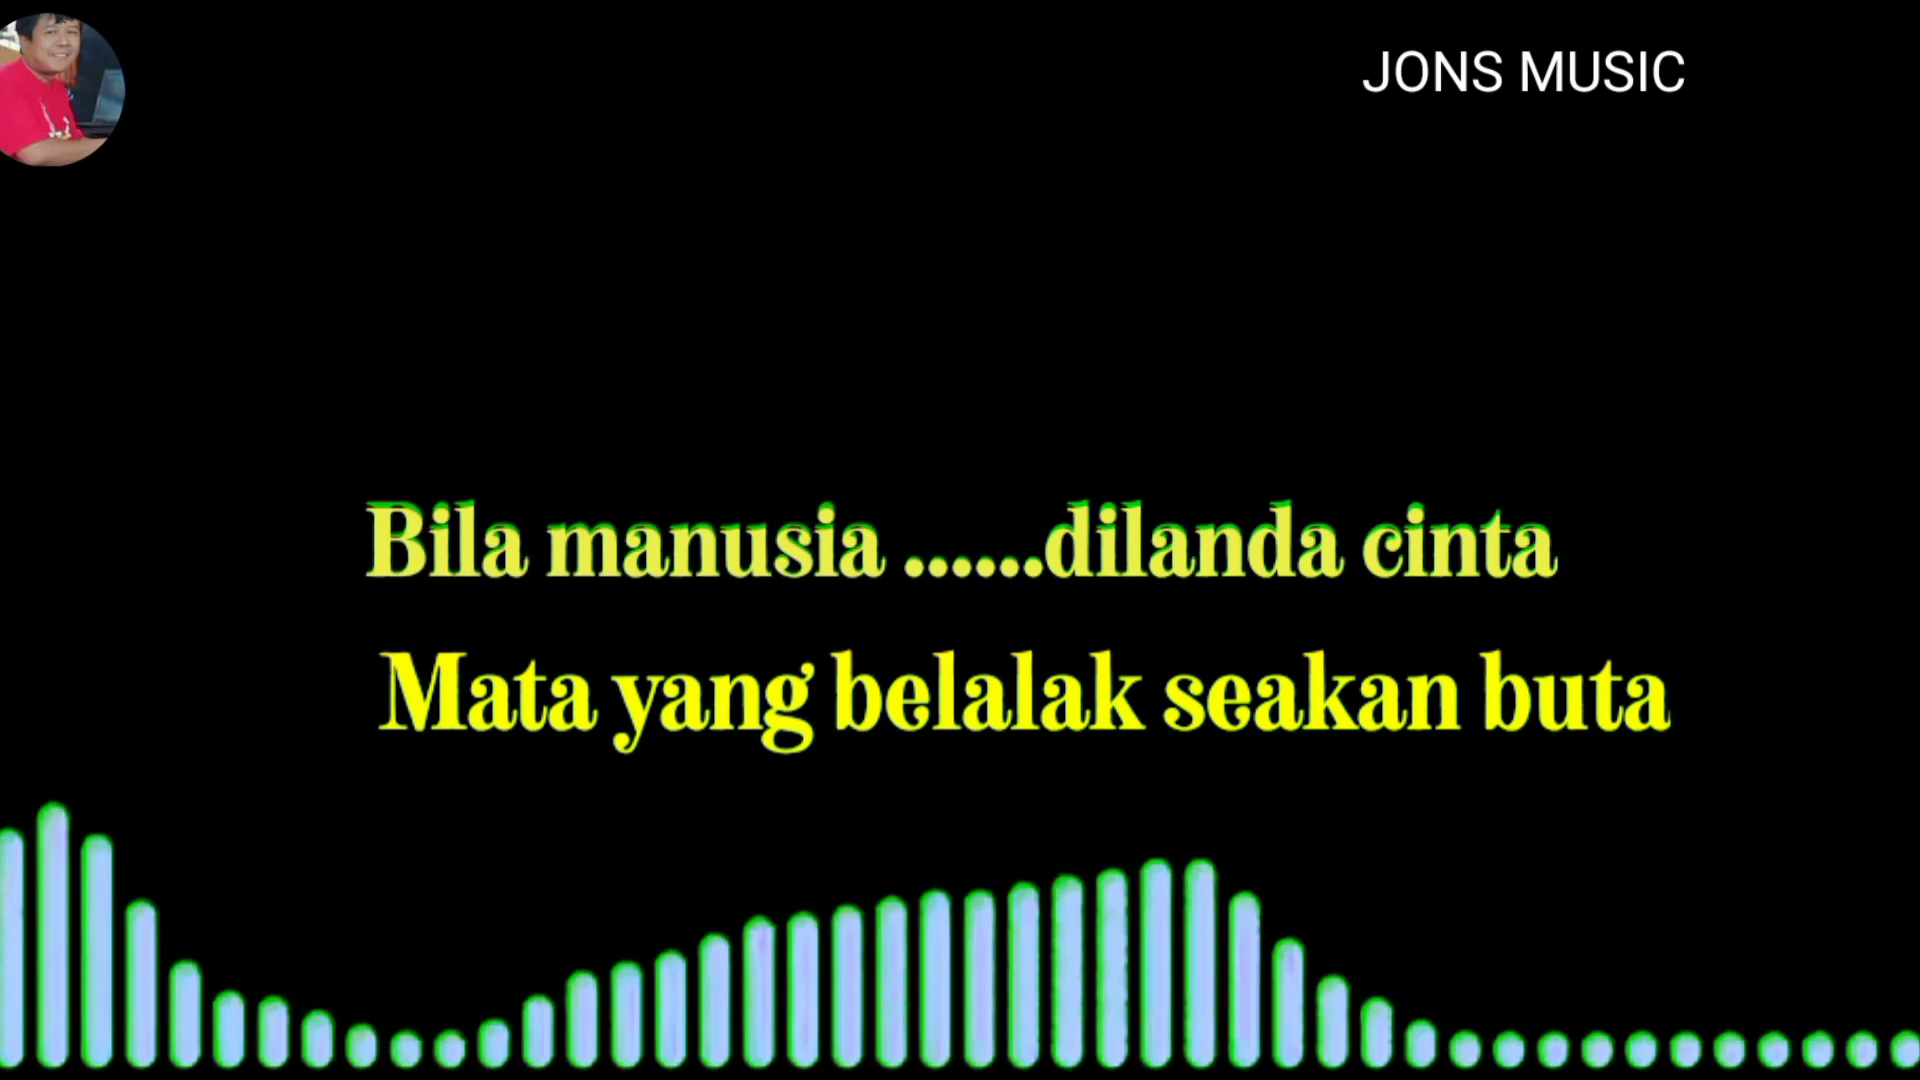 JONS MUSIC
Bila manusia ......dilanda cinta
Mata yang belalak seakan buta